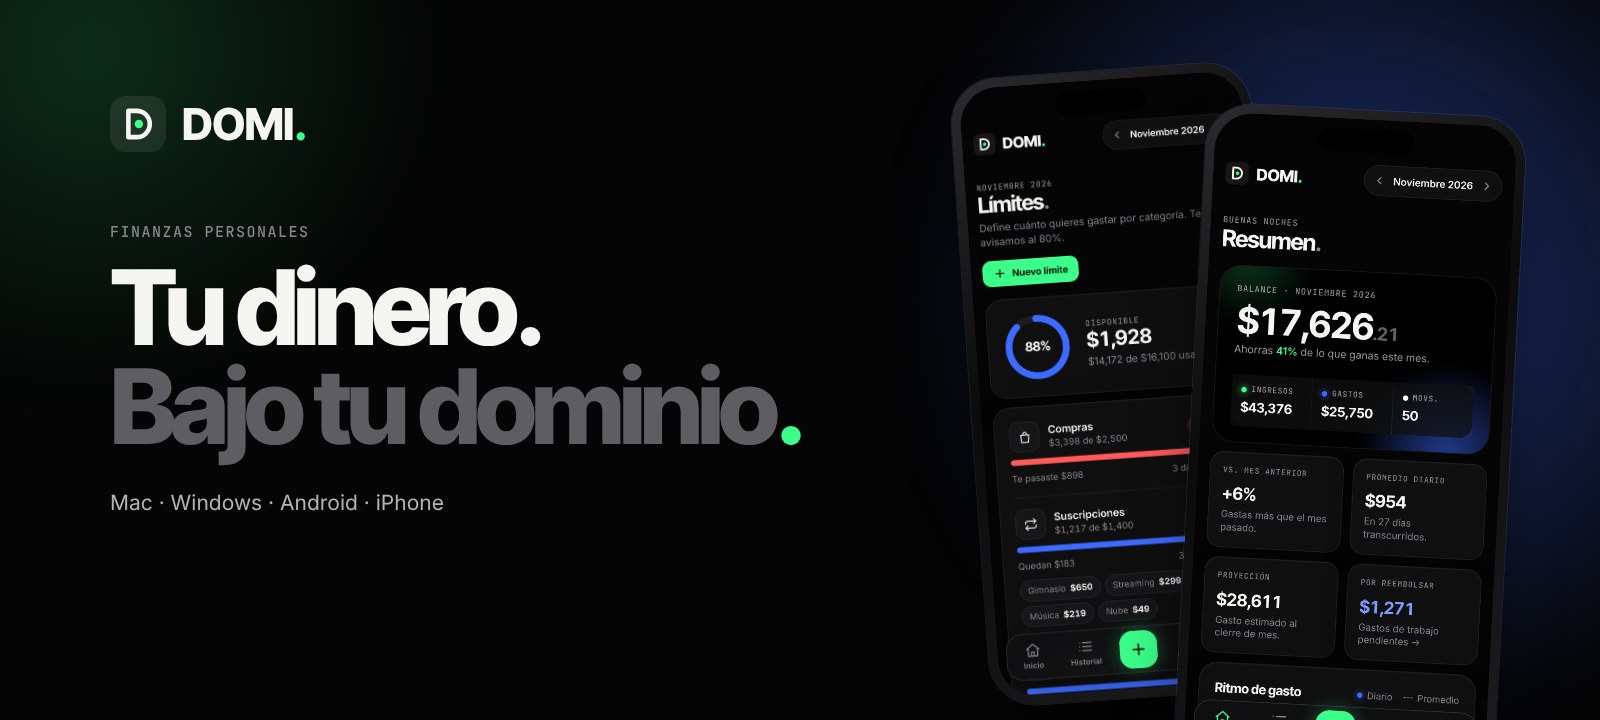 DOMI.
FINANZAS PERSONALES
Tu dinero.
Bajo tu dominio.
Mac · Windows · Android · iPhone
DOMI.
Noviembre 2026
NOVIEMBRE 2026
Límites.
Define cuánto quieres gastar por categoría. Te
avisamos al 80%.
+ Nuevo límite
88%
DISPONIBLE
$1,928
$14,172 de $16,100 usa
Compras
$3,398 de $2,500
Te pasaste $898
3 dí
Suscripciones
$1,217 de $1,400
Quedan $183
3
Gimnasio $650
Streaming $299
Música $219
Nube $49
Inicio
Historial
DOMI.
Noviembre 2026
BUENAS NOCHES
Resumen.
BALANCE · NOVIEMBRE 2026
$17,626.21
Ahorras 41% de lo que ganas este mes.
INGRESOS
$43,376
GASTOS
$25,750
MOVS.
50
VS. MES ANTERIOR
+6%
Gastas más que el mes
pasado.
PROMEDIO DIARIO
$954
En 27 días
transcurridos.
PROYECCIÓN
$28,611
Gasto estimado al
cierre de mes.
POR REEMBOLSAR
$1,271
Gastos de trabajo
pendientes →
Ritmo de gasto
Diario
Promedio